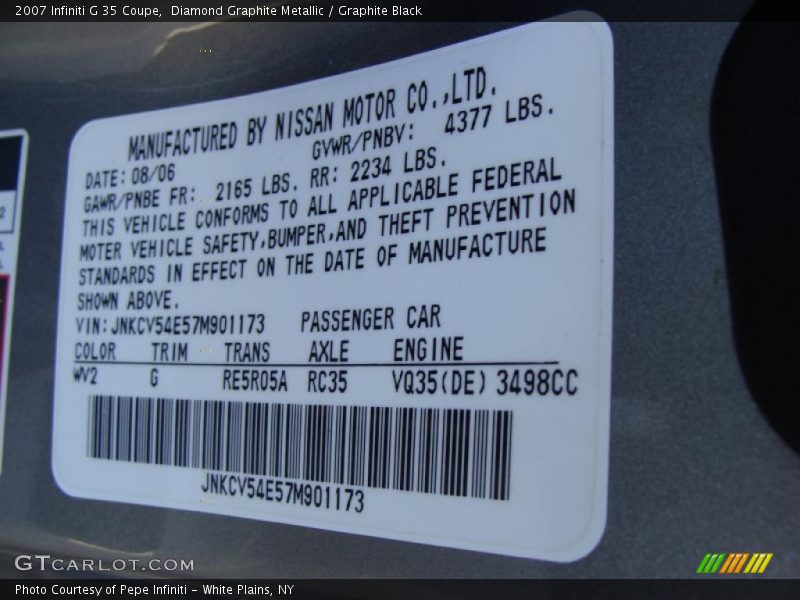 2007 Infiniti G 35 Coupe,  Diamond Graphite Metallic / Graphite Black
MANUFACTURED BY NISSAN MOTOR CO.,LTD.
DATE: 08/06 GVWR/PNBV: 4377 LBS.
GAWR/PNBE FR: 2165 LBS. RR: 2234 LBS.
THIS VEHICLE CONFORMS TO ALL APPLICABLE FEDERAL
MOTER VEHICLE SAFETY,BUMPER,AND THEFT PREVENTION
STANDARDS IN EFFECT ON THE DATE OF MANUFACTURE
SHOWN ABOVE.
VIN: JNKCV54E57M901173 PASSENGER CAR
COLOR TRIM TRANS AXLE ENGINE
WV2 G RE5R05A RC35 VQ35(DE) 3498CC
JNKCV54E57M901173
GTCARLOT.COM
Photo Courtesy of Pepe Infiniti - White Plains, NY